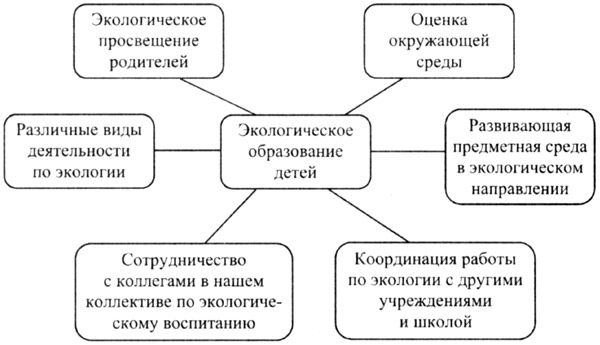 Экологическое
просвещение
родителей
Оценка
окружающей
среды
Различные виды
деятельности
по экологии
Экологическое
образование
детей
Развивающая
предметная среда
в экологическом
направлении
Сотрудничество
с коллегами в нашем
коллективе по экологиче-
скому воспитанию
Координация работы
по экологии с другими
учреждениями
и школой